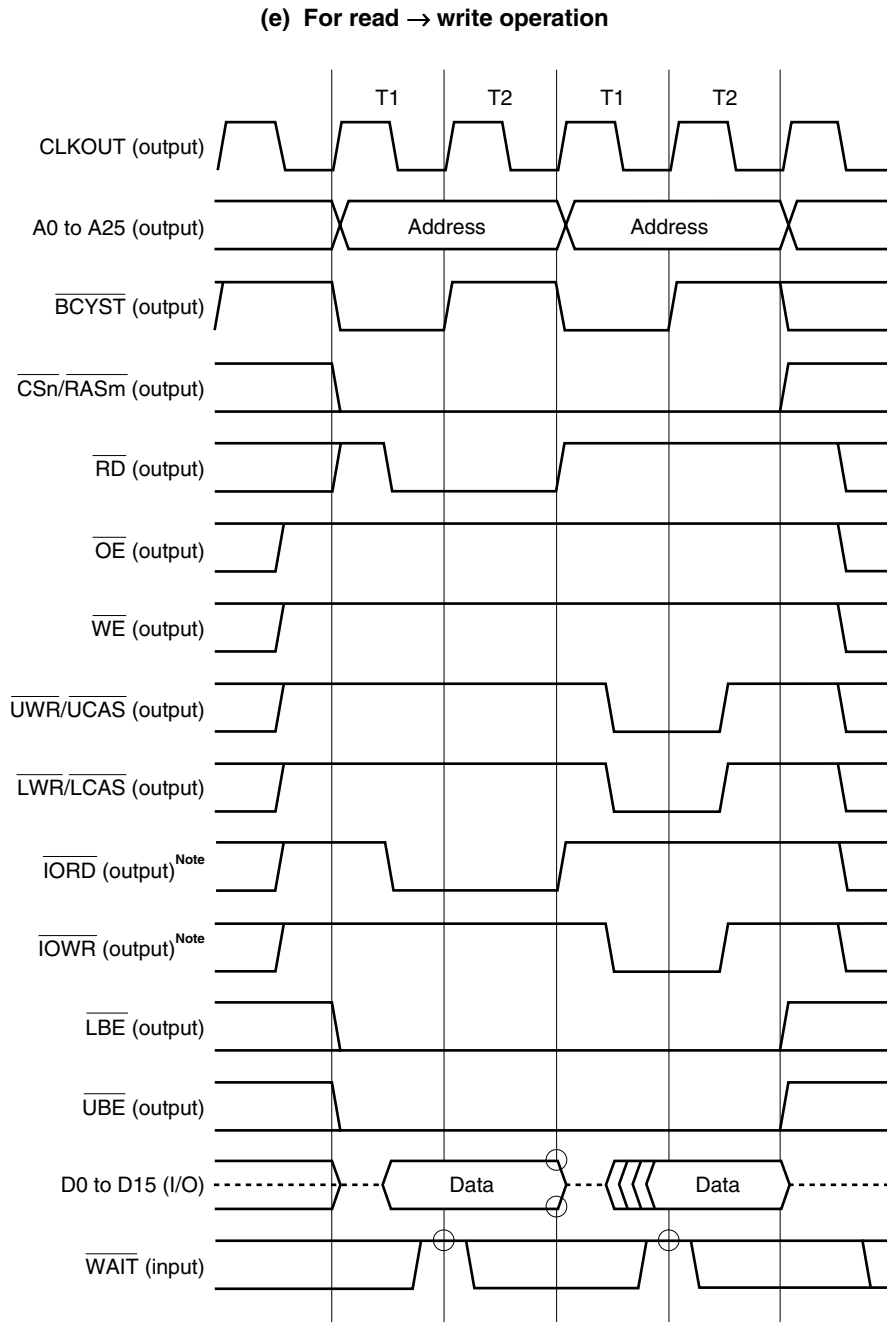 (e) For read → write operation
T1 T2 T1 T2
CLKOUT (output)
A0 to A25 (output) Address Address
BCYST (output)
CSn/RASm (output)
RD (output)
OE (output)
WE (output)
UWR/UCAS (output)
LWR/LCAS (output)
IORD (output)Note
IOWR (output)Note
LBE (output)
UBE (output)
D0 to D15 (I/O) Data Data
WAIT (input)